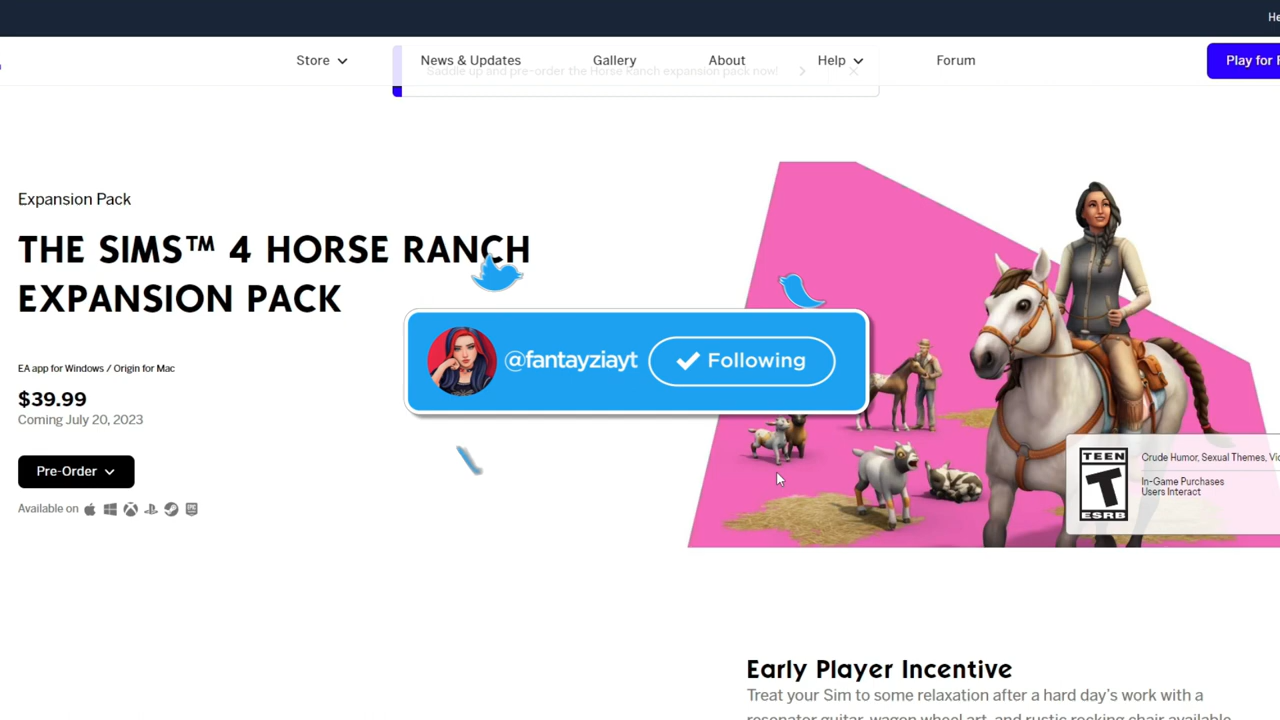 He
Store
News & Updates
Gallery
About
Help
Forum
Play for
Saddle up and pre-order the Horse Ranch expansion pack now!
Expansion Pack
THE SIMS™ 4 HORSE RANCH
EXPANSION PACK
EA app for Windows / Origin for Mac
$39.99
Coming July 20, 2023
Pre-Order
Available on
@fantayziayt
Following
TEEN
T
ESRB
Crude Humor, Sexual Themes, Vi
In-Game Purchases
Users Interact
Early Player Incentive
Treat your Sim to some relaxation after a hard day's work with a
resonator guitar, wagon wheel art, and rustic rocking chair available